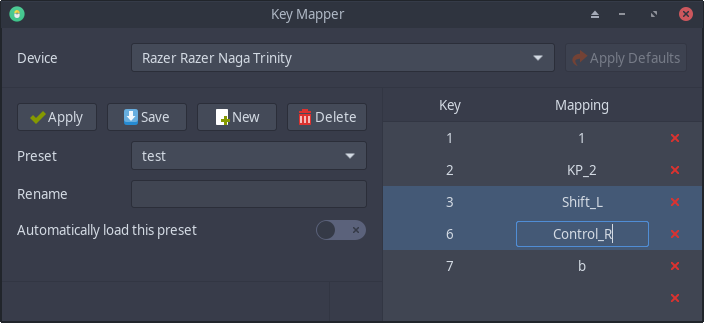 Key Mapper
Device
Razer Razer Naga Trinity
Apply Defaults
Apply
Save
New
Delete
Preset
test
Rename
Automatically load this preset
Key Mapping
1 1
2 KP_2
3 Shift_L
6 Control_R
7 b